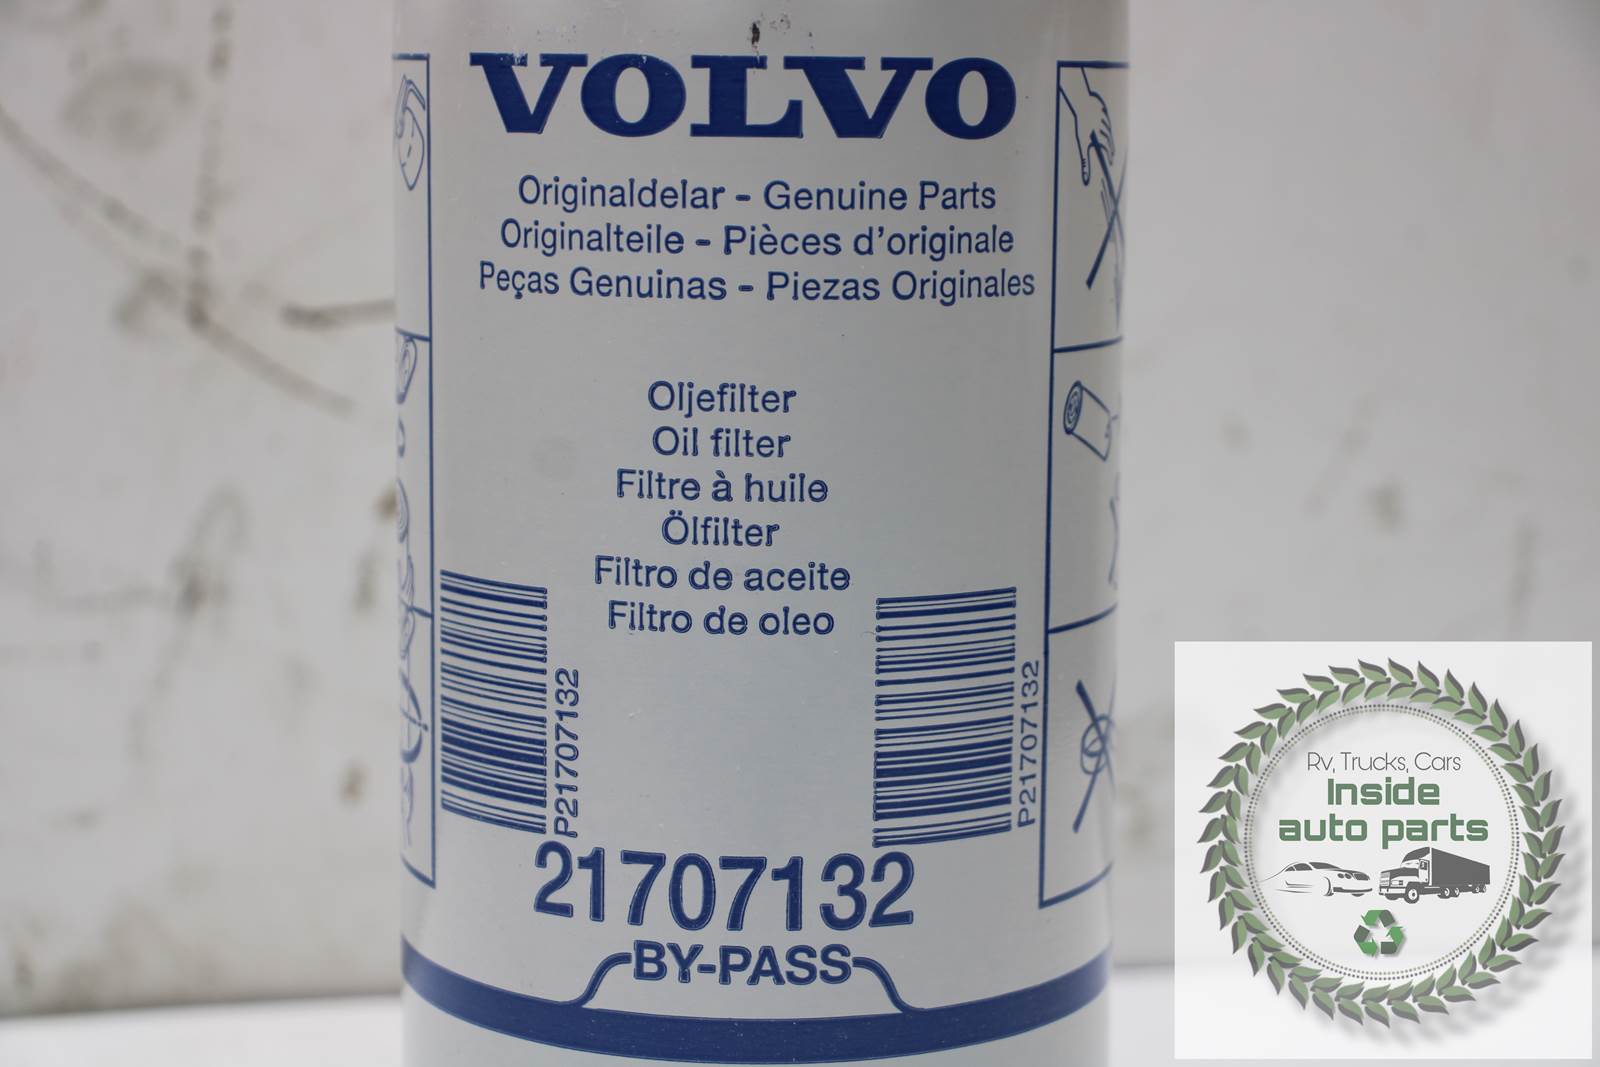 VOLVO
Originaldelar - Genuine Parts
Originalteile - Pièces d'originale
Peças Genuinas - Piezas Originales
Oljefilter
Oil filter
Filtre à huile
Ölfilter
Filtro de aceite
Filtro de oleo
P21707132
P21707132
21707132
BY-PASS
Rv, Trucks, Cars
Inside
auto parts